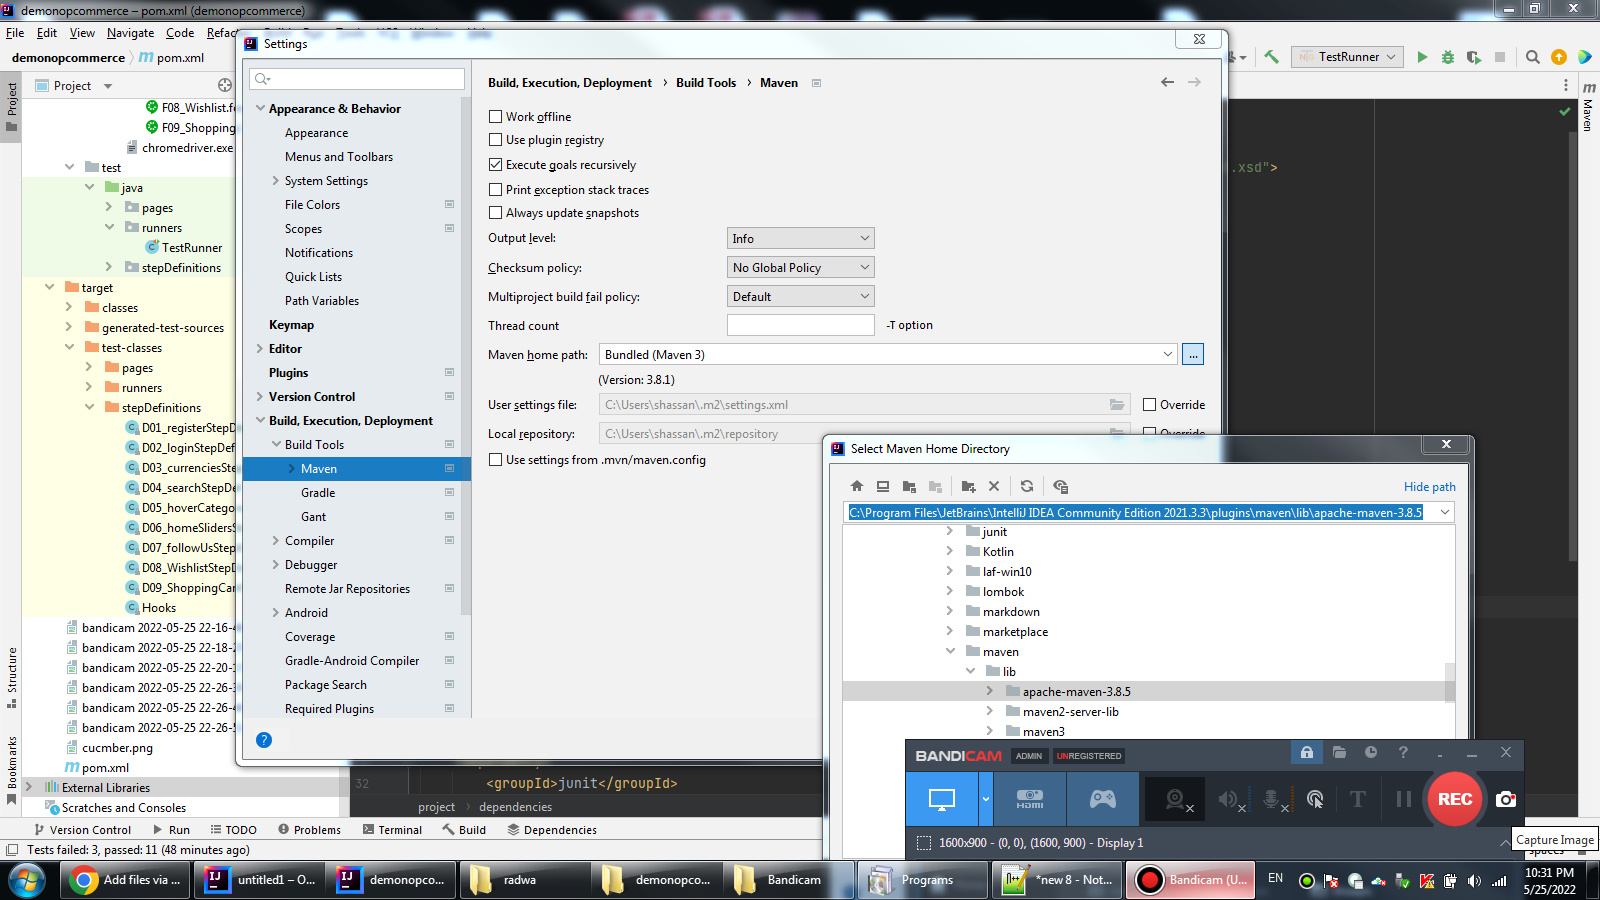 demonopcommerce – pom.xml (demonopcommerce)
File Edit View Navigate Code Refac
demonopcommerce pom.xml
TestRunner
Project
F08_Wishlist.fe
F09_Shopping
chromedriver.exe
test
java
pages
runners
TestRunner
stepDefinitions
target
classes
generated-test-sources
test-classes
pages
runners
stepDefinitions
D01_registerStepD
D02_loginStepDef
D03_currenciesSte
D04_searchStepDe
D05_hoverCatego
D06_homeSlidersS
D07_followUsStep
D08_WishlistStepD
D09_ShoppingCar
Hooks
bandicam 2022-05-25 22-16-4
bandicam 2022-05-25 22-18-2
bandicam 2022-05-25 22-20-1
bandicam 2022-05-25 22-26-3
bandicam 2022-05-25 22-26-4
bandicam 2022-05-25 22-26-5
cucmber.png
pom.xml
External Libraries
Scratches and Consoles
Project
Structure
Bookmarks
Maven
Settings
Appearance & Behavior
Appearance
Menus and Toolbars
System Settings
File Colors
Scopes
Notifications
Quick Lists
Path Variables
Keymap
Editor
Plugins
Version Control
Build, Execution, Deployment
Build Tools
Maven
Gradle
Gant
Compiler
Debugger
Remote Jar Repositories
Android
Coverage
Gradle-Android Compiler
Package Search
Required Plugins
Build, Execution, Deployment › Build Tools › Maven
Work offline
Use plugin registry
Execute goals recursively
Print exception stack traces
Always update snapshots
Output level: Info
Checksum policy: No Global Policy
Multiproject build fail policy: Default
Thread count -T option
Maven home path: Bundled (Maven 3) ...
(Version: 3.8.1)
User settings file: C:\Users\shassan\.m2\settings.xml Override
Local repository: C:\Users\shassan\.m2\repository Override
Use settings from .mvn/maven.config
.xsd">
Select Maven Home Directory
Hide path
C:\Program Files\JetBrains\IntelliJ IDEA Community Edition 2021.3.3\plugins\maven\lib\apache-maven-3.8.5
junit
Kotlin
laf-win10
lombok
markdown
marketplace
maven
lib
apache-maven-3.8.5
maven2-server-lib
maven3
BANDICAM ADMIN UNREGISTERED
HDMI
REC
1600x900 - (0, 0), (1600, 900) - Display 1
Capture Image
spaces
32 <groupId>junit</groupId>
project › dependencies
Version Control Run TODO Problems Terminal Build Dependencies
Tests failed: 3, passed: 11 (48 minutes ago)
Add files via ... untitled1 – O... demonopco... radwa demonopco... Bandicam Programs *new 8 - Not... Bandicam (U... EN 10:31 PM
5/25/2022